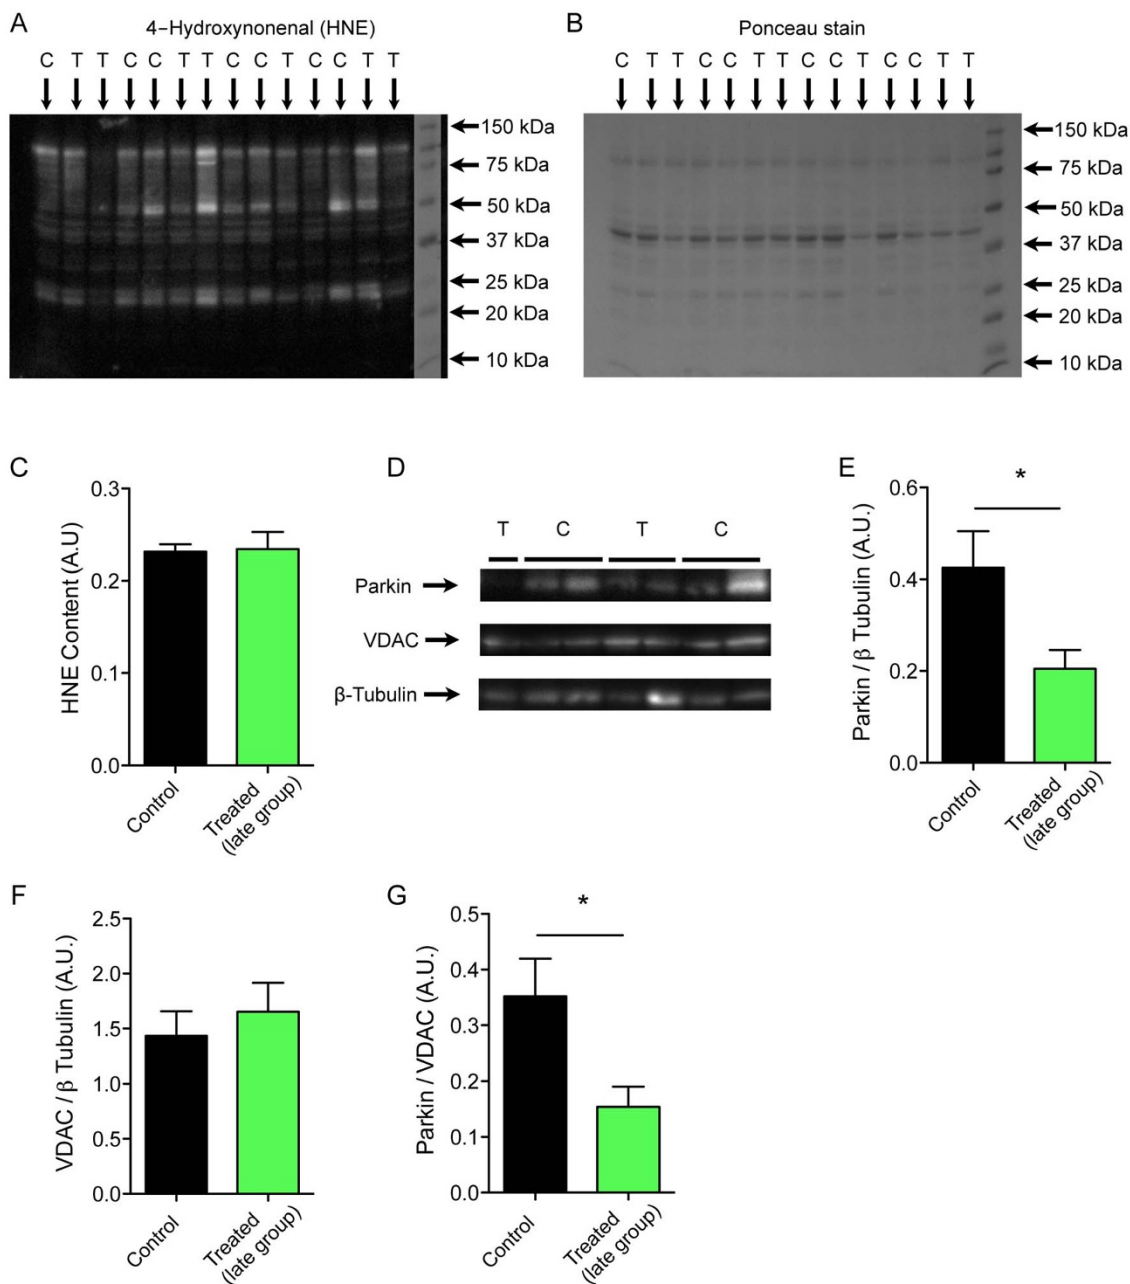 A
4–Hydroxynonenal (HNE)
C T T C C T T C C T C C T T
150 kDa
75 kDa
50 kDa
37 kDa
25 kDa
20 kDa
10 kDa
B
Ponceau stain
C T T C C T T C C T C C T T
150 kDa
75 kDa
50 kDa
37 kDa
25 kDa
20 kDa
10 kDa
C
HNE Content (A.U)
0.3
0.2
0.1
0.0
Control
Treated
(late group)
D
T C T C
Parkin
VDAC
β-Tubulin
E
*
Parkin / β Tubulin (A.U.)
0.6
0.4
0.2
0.0
Control
Treated
(late group)
F
VDAC / β Tubulin (A.U.)
2.5
2.0
1.5
1.0
0.5
0.0
Control
Treated
(late group)
G
*
Parkin / VDAC (A.U.)
0.5
0.4
0.3
0.2
0.1
0.0
Control
Treated
(late group)